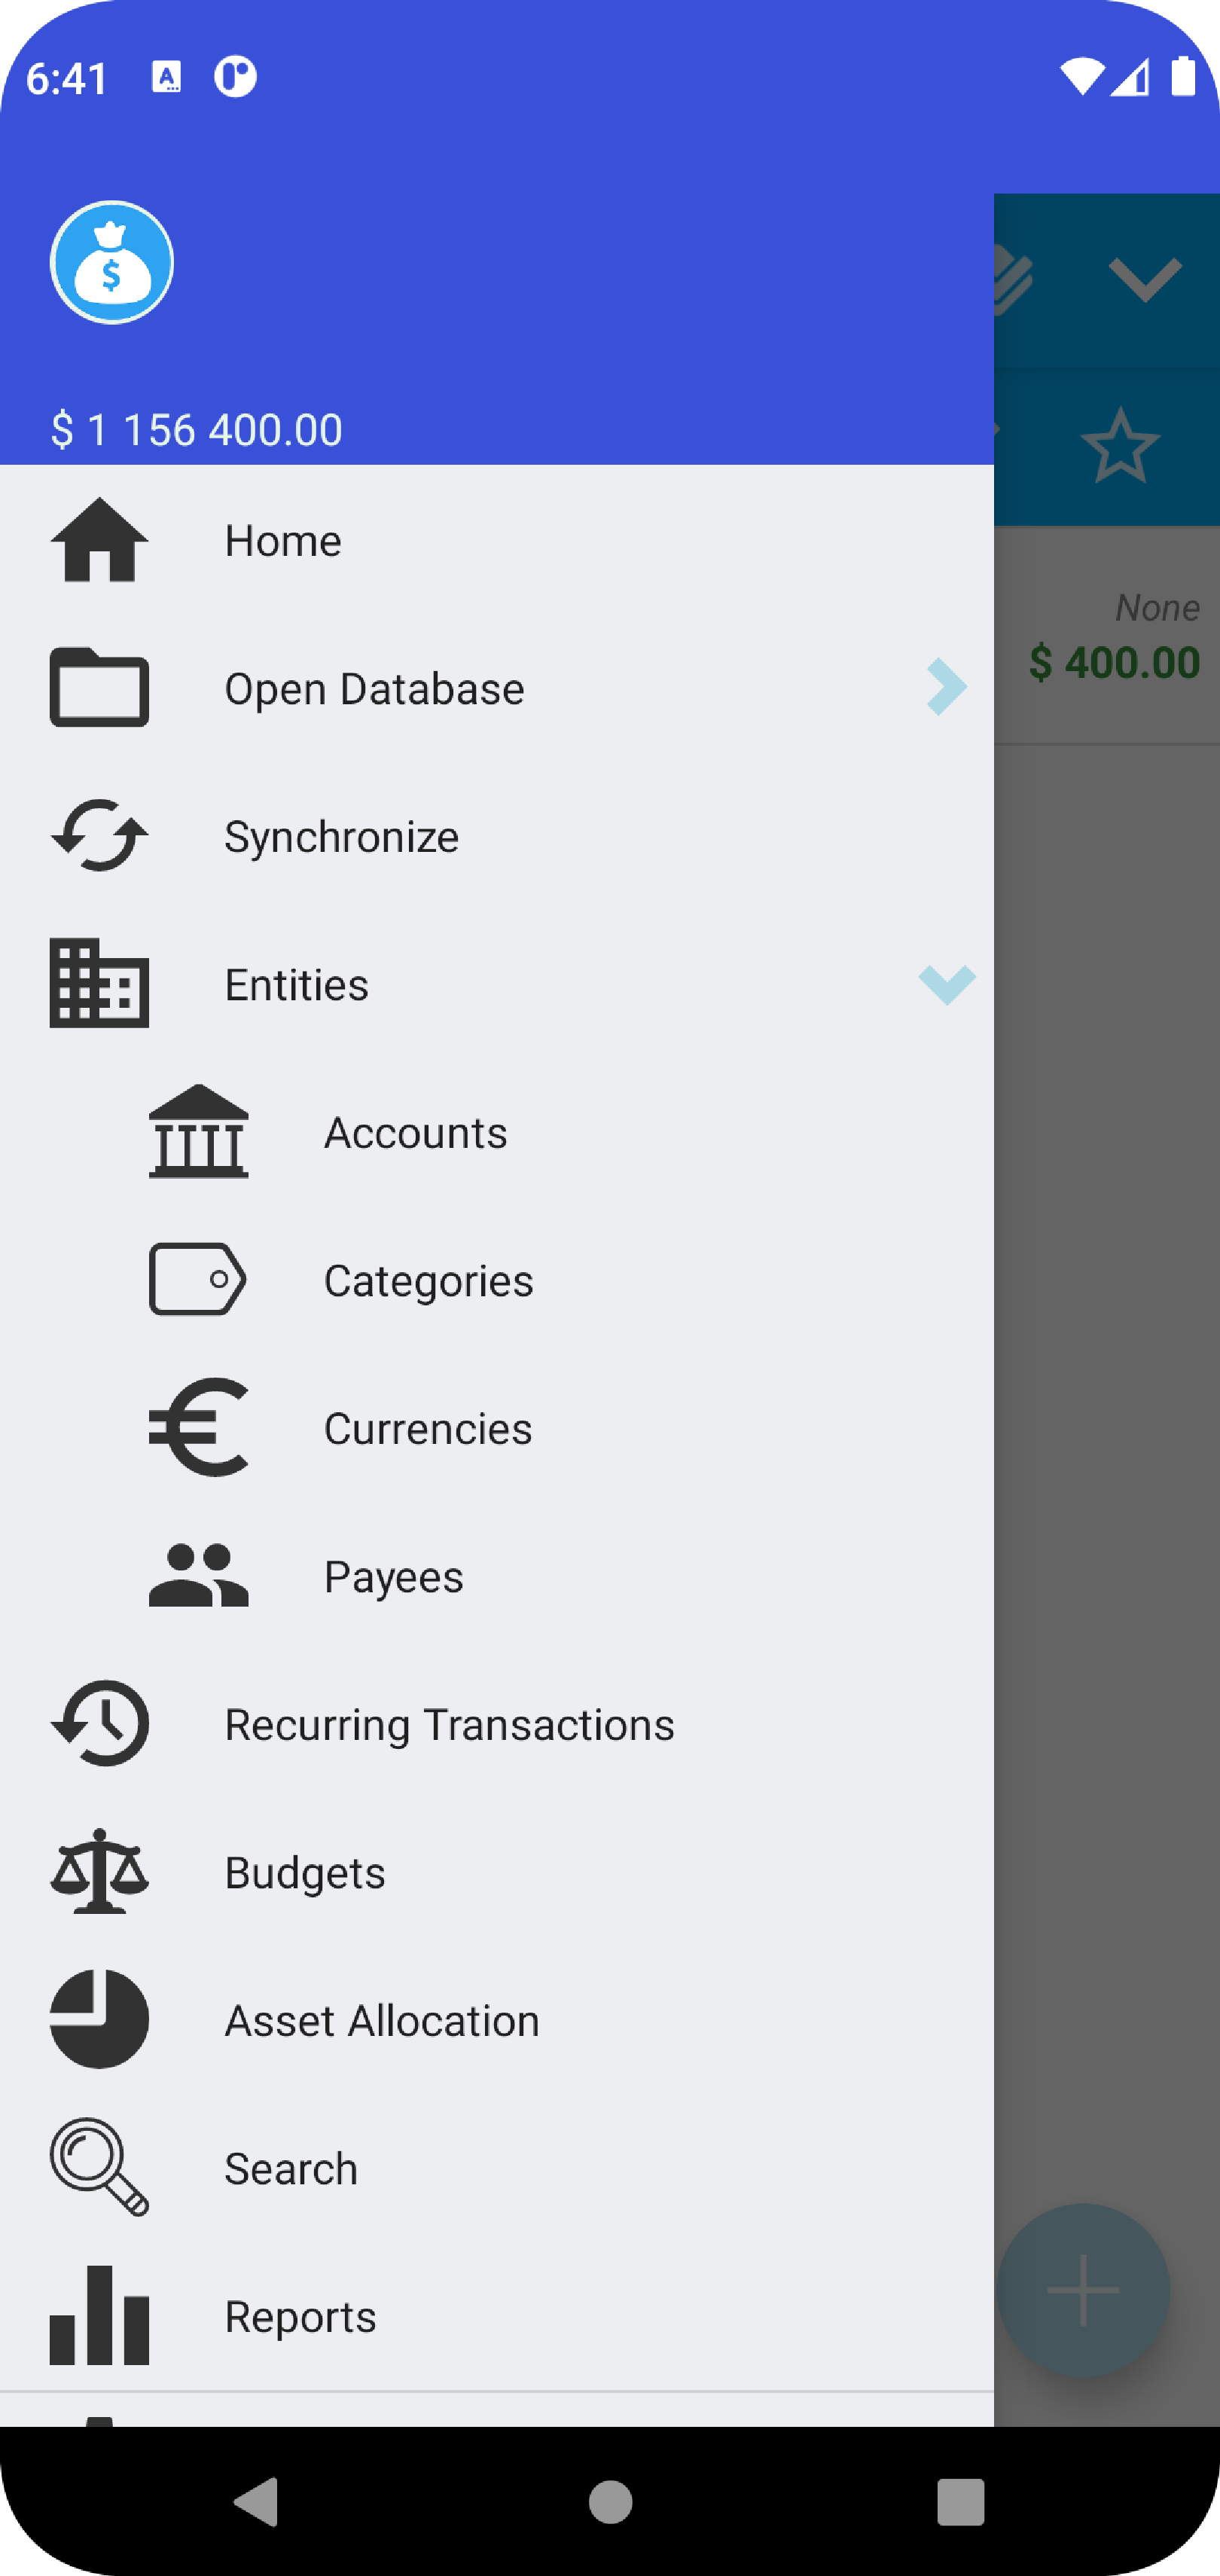 6:41
$ 1 156 400.00
Home
Open Database
Synchronize
Entities
Accounts
Categories
Currencies
Payees
Recurring Transactions
Budgets
Asset Allocation
Search
Reports
None
$ 400.00